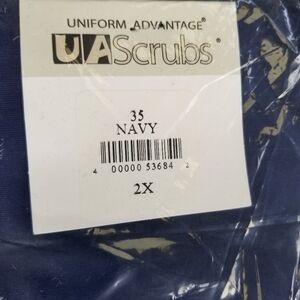 UNIFORM ADVANTAGE®
UAScrubs®
35
NAVY
4 00000 53684 2
2X